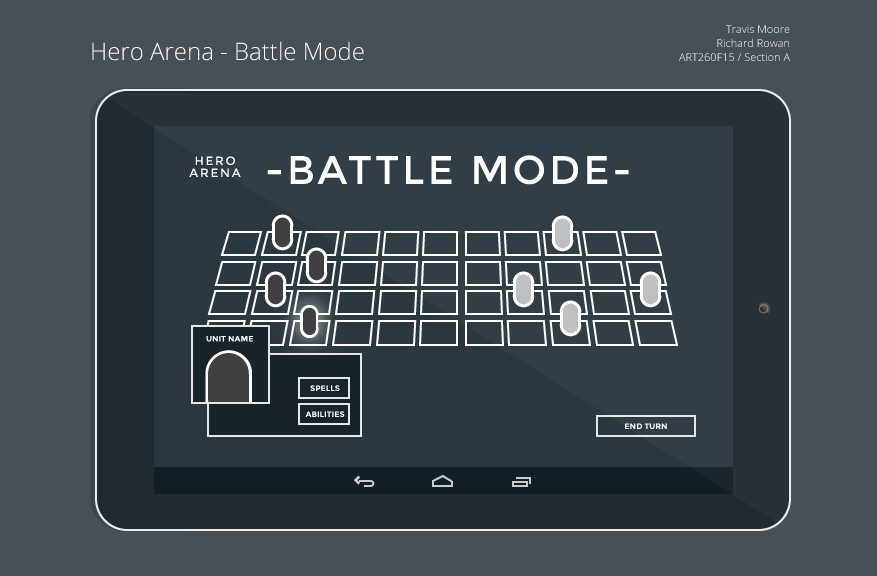 Hero Arena - Battle Mode
Travis Moore
Richard Rowan
ART260F15 / Section A
HERO
ARENA
-BATTLE MODE-
UNIT NAME
SPELLS
ABILITIES
END TURN